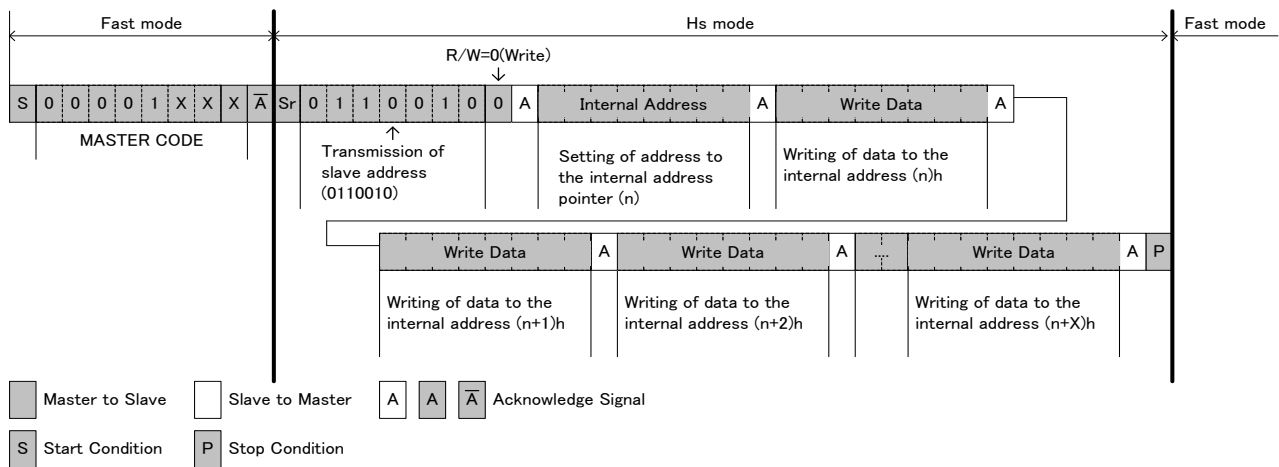 Fast mode Hs mode Fast mode
R/W=0(Write)
S 0 0 0 0 1 X X X A̅ Sr 0 1 1 0 0 1 0 0 A Internal Address A Write Data A
MASTER CODE
Transmission of
slave address
(0110010)
Setting of address to
the internal address
pointer (n)
Writing of data to the
internal address (n)h
Write Data A Write Data A .... Write Data A P
Writing of data to the
internal address (n+1)h
Writing of data to the
internal address (n+2)h
Writing of data to the
internal address (n+X)h
Master to Slave Slave to Master A A A̅ Acknowledge Signal
S Start Condition P Stop Condition